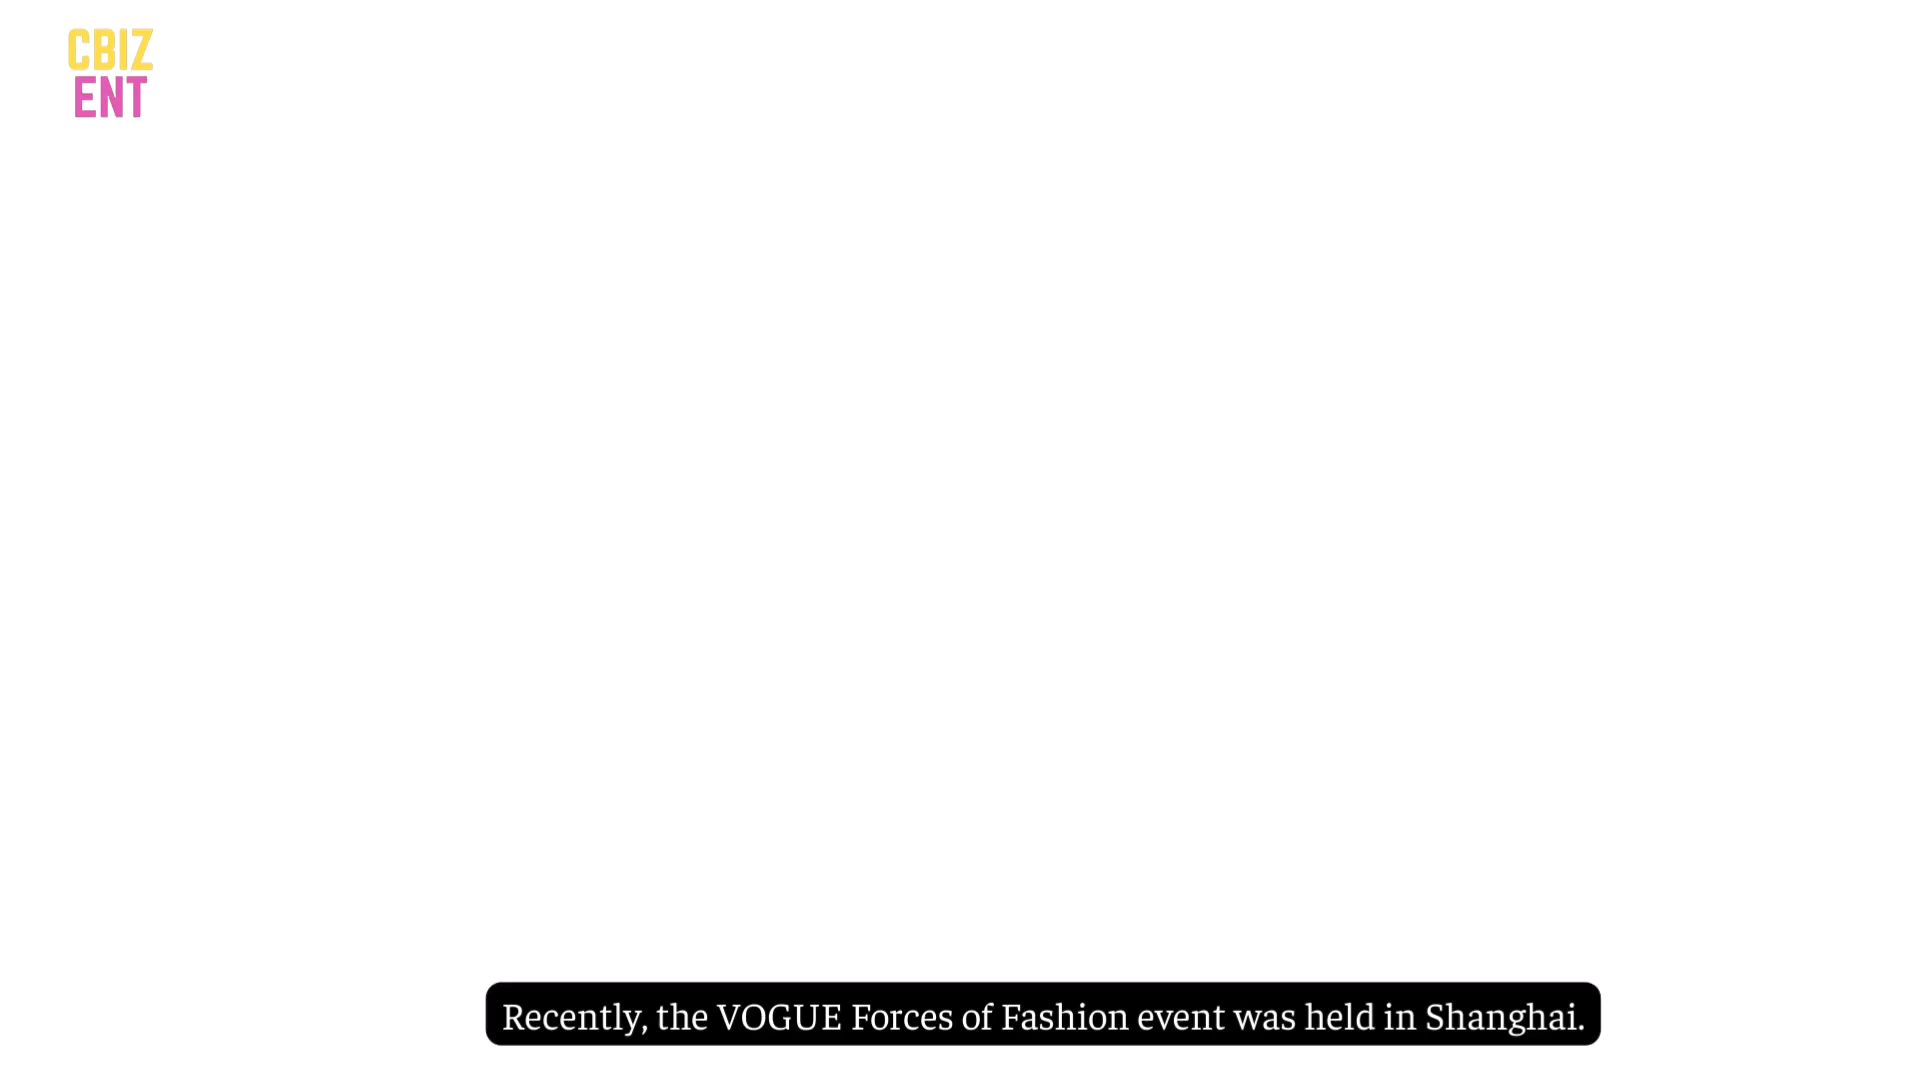 CBIZ
ENT
Recently, the VOGUE Forces of Fashion event was held in Shanghai.